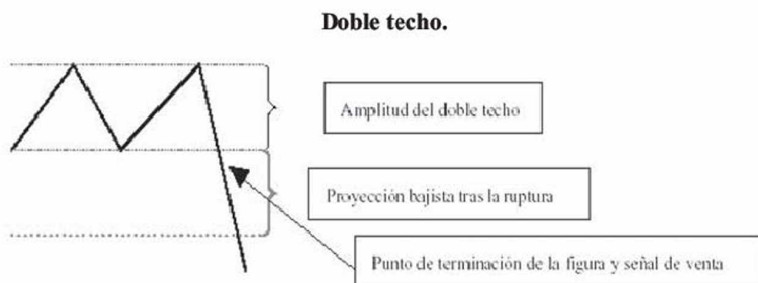 Doble techo.
Amplitud del doble techo
Proyección bajista tras la ruptura
Punto de terminación de la figura y señal de venta